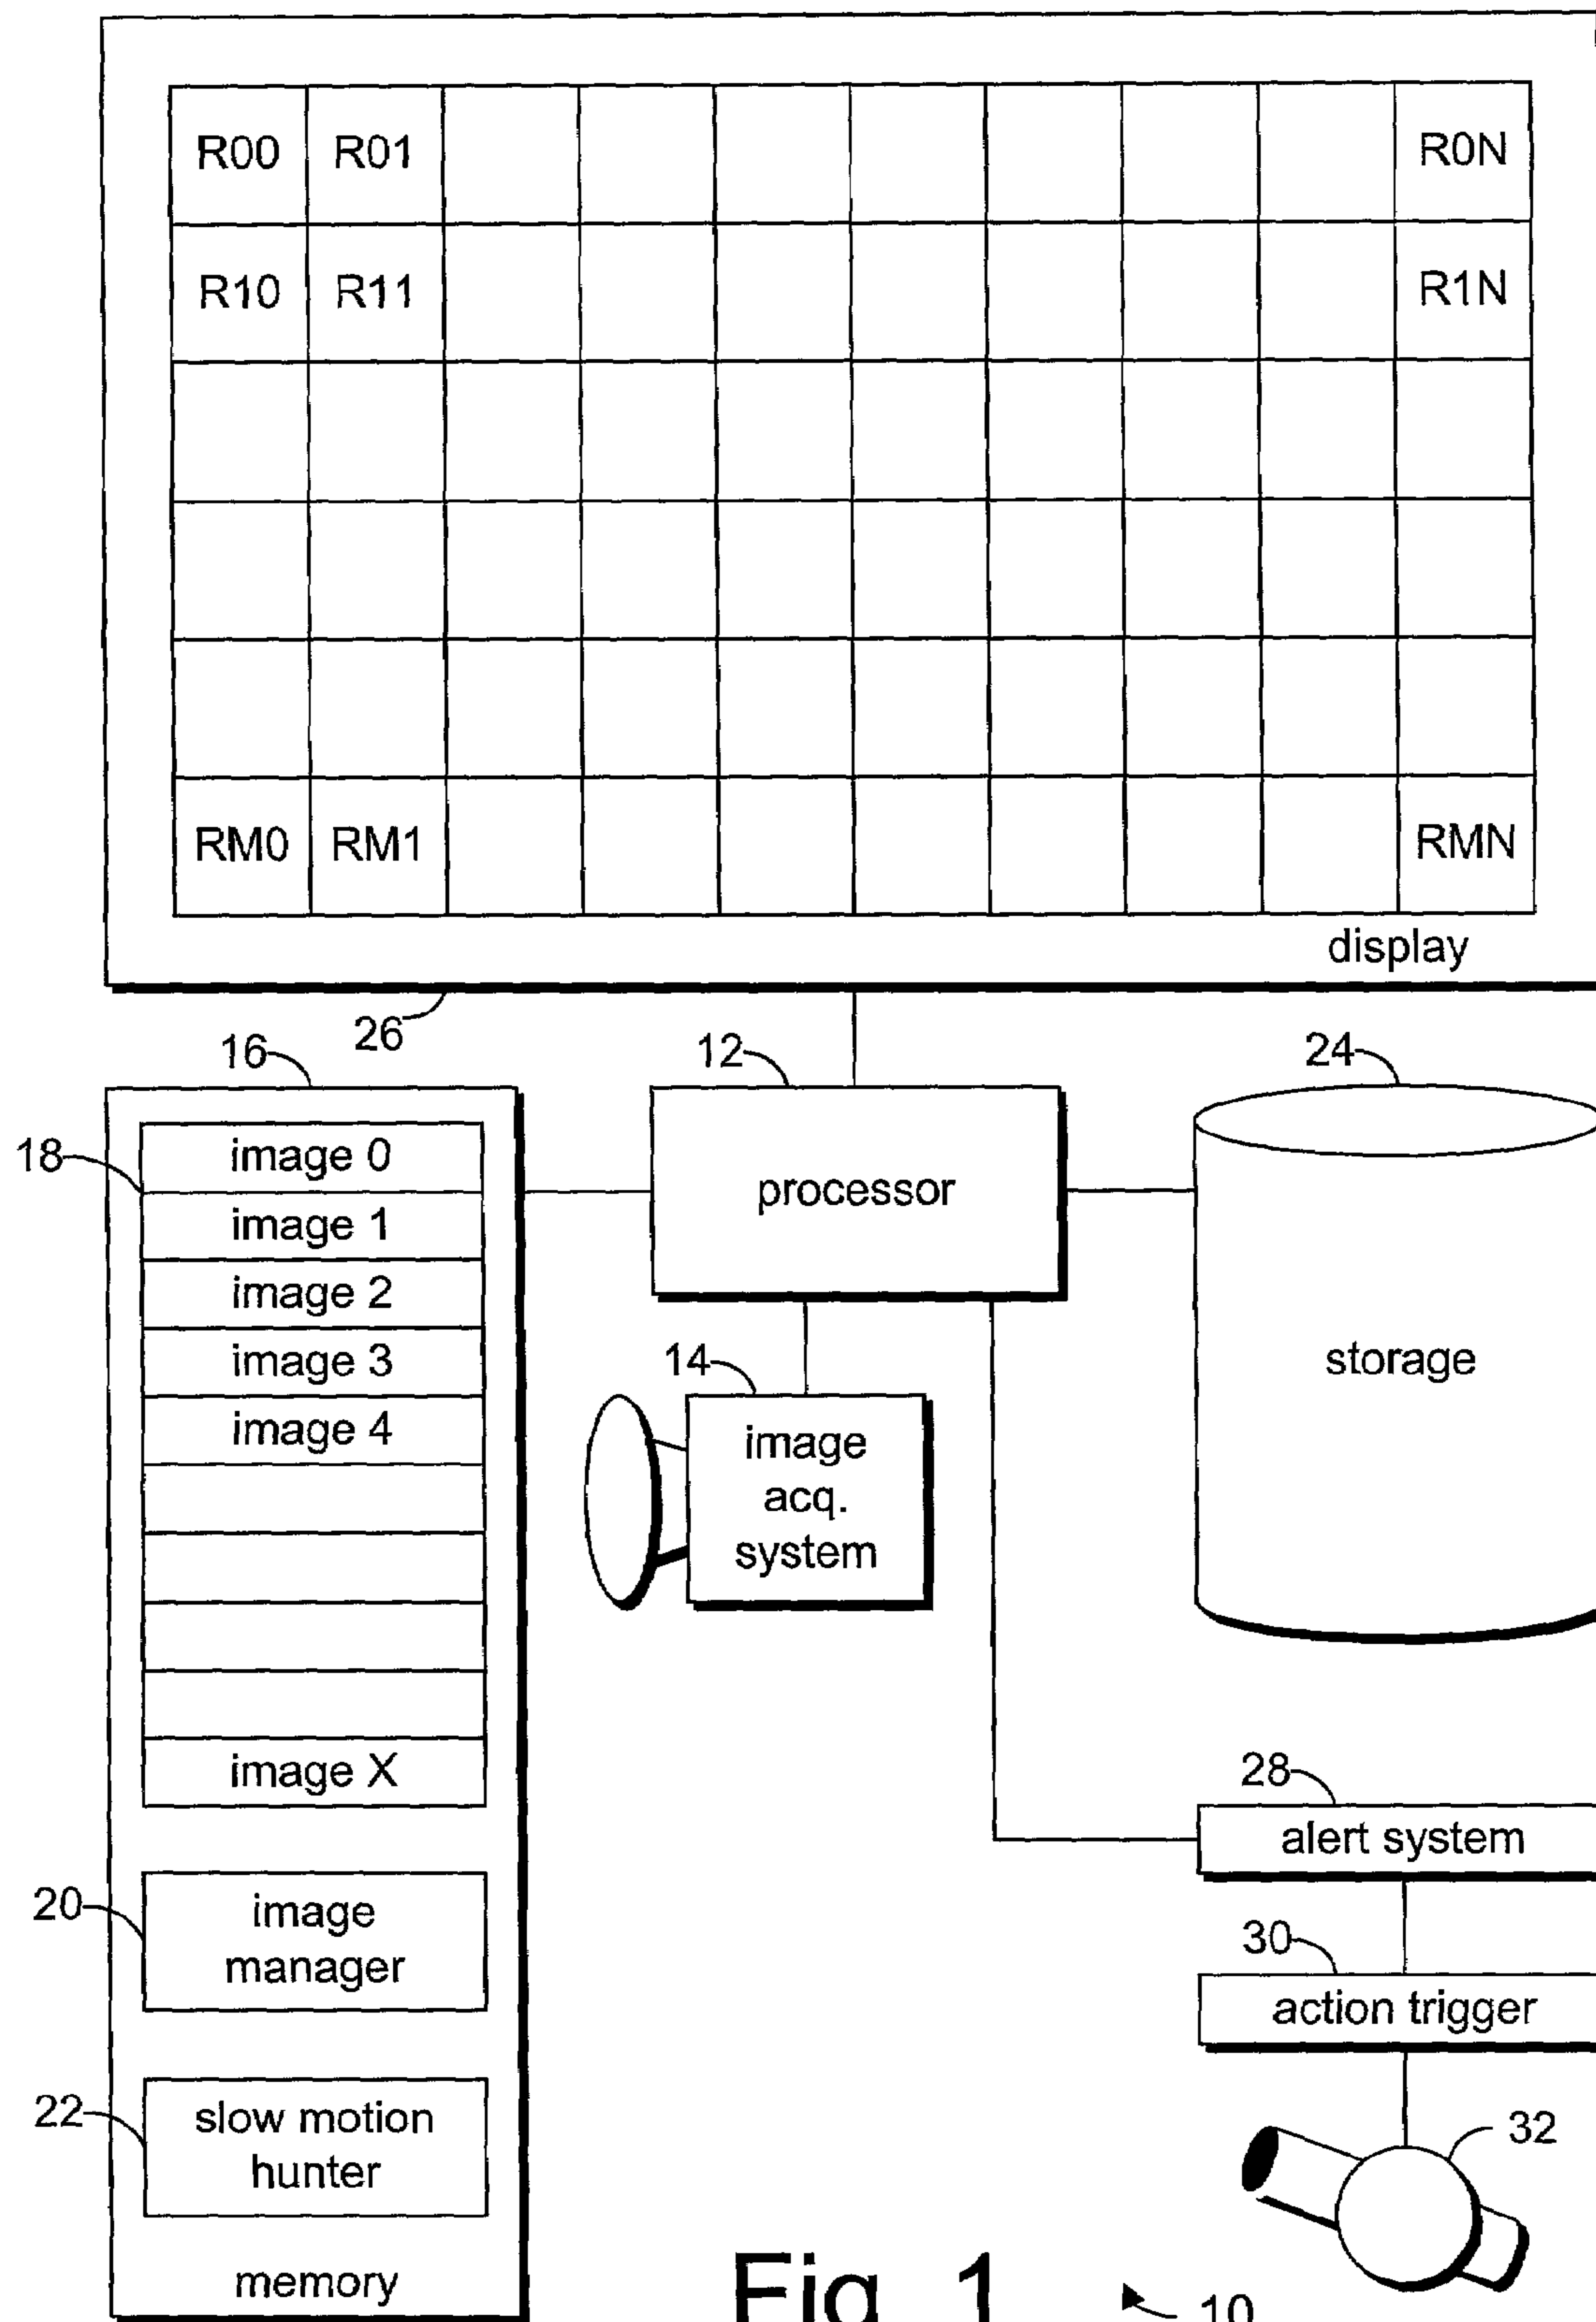 R00 R01 R0N
R10 R11 R1N
RM0 RM1 RMN
display
26
16
12
24
18
image 0
image 1
image 2
image 3
image 4
image X
processor
storage
14
image
acq.
system
28
alert system
20
image
manager
30
action trigger
22
slow motion
hunter
32
memory
Fig. 1
10